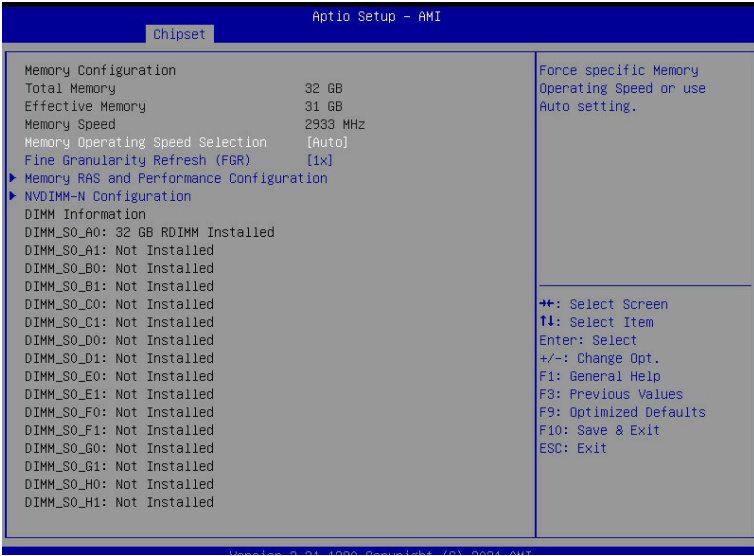 Aptio Setup – AMI
Chipset
Memory Configuration
Total Memory 32 GB
Effective Memory 31 GB
Memory Speed 2933 MHz
Memory Operating Speed Selection [Auto]
Fine Granularity Refresh (FGR) [1x]
Memory RAS and Performance Configuration
NVDIMM-N Configuration
DIMM Information
DIMM_S0_A0: 32 GB RDIMM Installed
DIMM_S0_A1: Not Installed
DIMM_S0_B0: Not Installed
DIMM_S0_B1: Not Installed
DIMM_S0_C0: Not Installed
DIMM_S0_C1: Not Installed
DIMM_S0_D0: Not Installed
DIMM_S0_D1: Not Installed
DIMM_S0_E0: Not Installed
DIMM_S0_E1: Not Installed
DIMM_S0_F0: Not Installed
DIMM_S0_F1: Not Installed
DIMM_S0_G0: Not Installed
DIMM_S0_G1: Not Installed
DIMM_S0_H0: Not Installed
DIMM_S0_H1: Not Installed
Force specific Memory
Operating Speed or use
Auto setting.
→←: Select Screen
↑↓: Select Item
Enter: Select
+/-: Change Opt.
F1: General Help
F3: Previous Values
F9: Optimized Defaults
F10: Save & Exit
ESC: Exit
Version Copyright (C) 2021 AMI